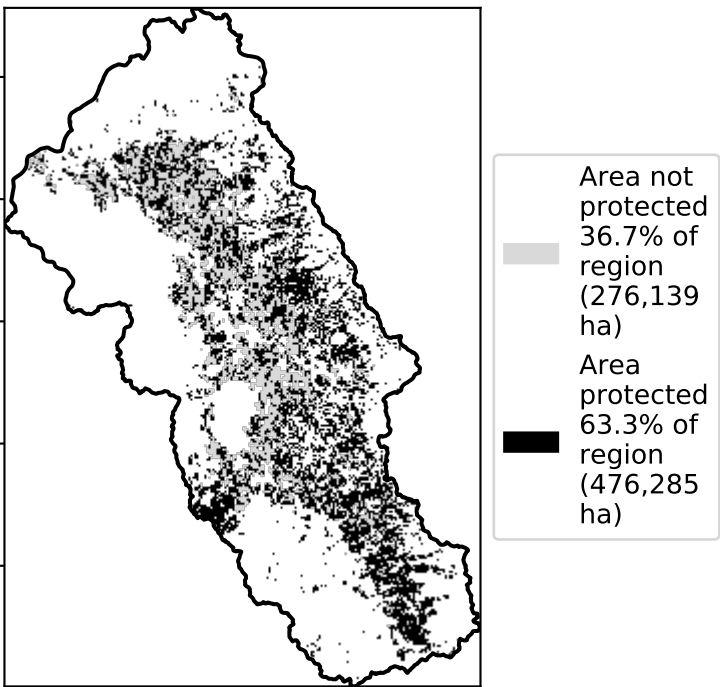 Area not
protected
36.7% of
region
(276,139
ha)
Area
protected
63.3% of
region
(476,285
ha)